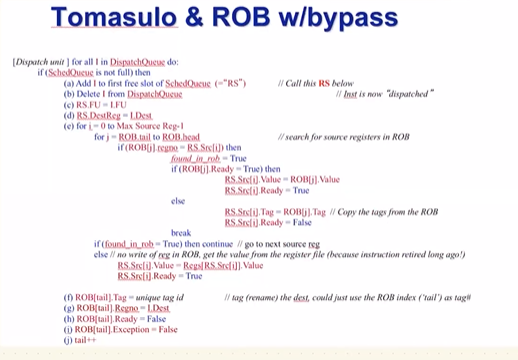 Tomasulo & ROB w/bypass
[Dispatch unit ] for all I in DispatchQueue do:
if (SchedQueue is not full) then
(a) Add I to first free slot of SchedQueue (="RS") // Call this RS below
(b) Delete I from DispatchQueue // Inst is now "dispatched"
(c) RS.FU = I.FU
(d) RS.DestReg = I.Dest
(e) for i = 0 to Max Source Reg-1
for j = ROB.tail to ROB.head // search for source registers in ROB
if (ROB[j].regno = RS.Src[i]) then
found_in_rob = True
if (ROB[j].Ready = True) then
RS.Src[i].Value = ROB[j].Value
RS.Src[i].Ready = True
else
RS.Src[i].Tag = ROB[j].Tag // Copy the tags from the ROB
RS.Src[i].Ready = False
break
if (found_in_rob = True) then continue // go to next source reg
else // no write of reg in ROB, get the value from the register file (because instruction retired long ago!)
RS.Src[i].Value = Regs[RS.Src[i]].Value
RS.Src[i].Ready = True
(f) ROB[tail].Tag = unique tag id // tag (rename) the dest, could just use the ROB index ('tail') as tag#
(g) ROB[tail].Regno = I.Dest
(h) ROB[tail].Ready = False
(i) ROB[tail].Exception = False
(j) tail++